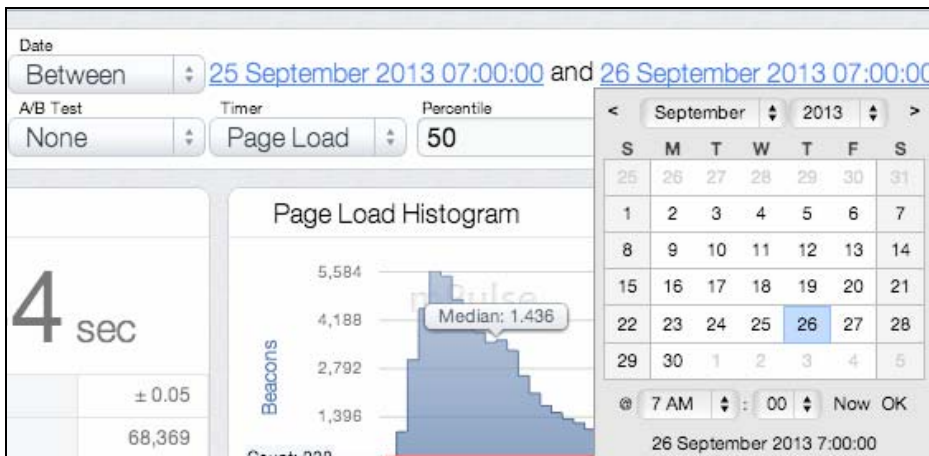 Date
Between 25 September 2013 07:00:00 and 26 September 2013 07:00:00
A/B Test Timer Percentile
None Page Load 50
< September 2013 >
S M T W T F S
25 26 27 28 29 30 31
1 2 3 4 5 6 7
8 9 10 11 12 13 14
15 16 17 18 19 20 21
22 23 24 25 26 27 28
29 30 1 2 3 4 5
@ 7 AM : 00 Now OK
26 September 2013 7:00:00
4 sec
± 0.05
68,369
Page Load Histogram
mPulse
Median: 1.436
Beacons
5,584
4,188
2,792
1,396